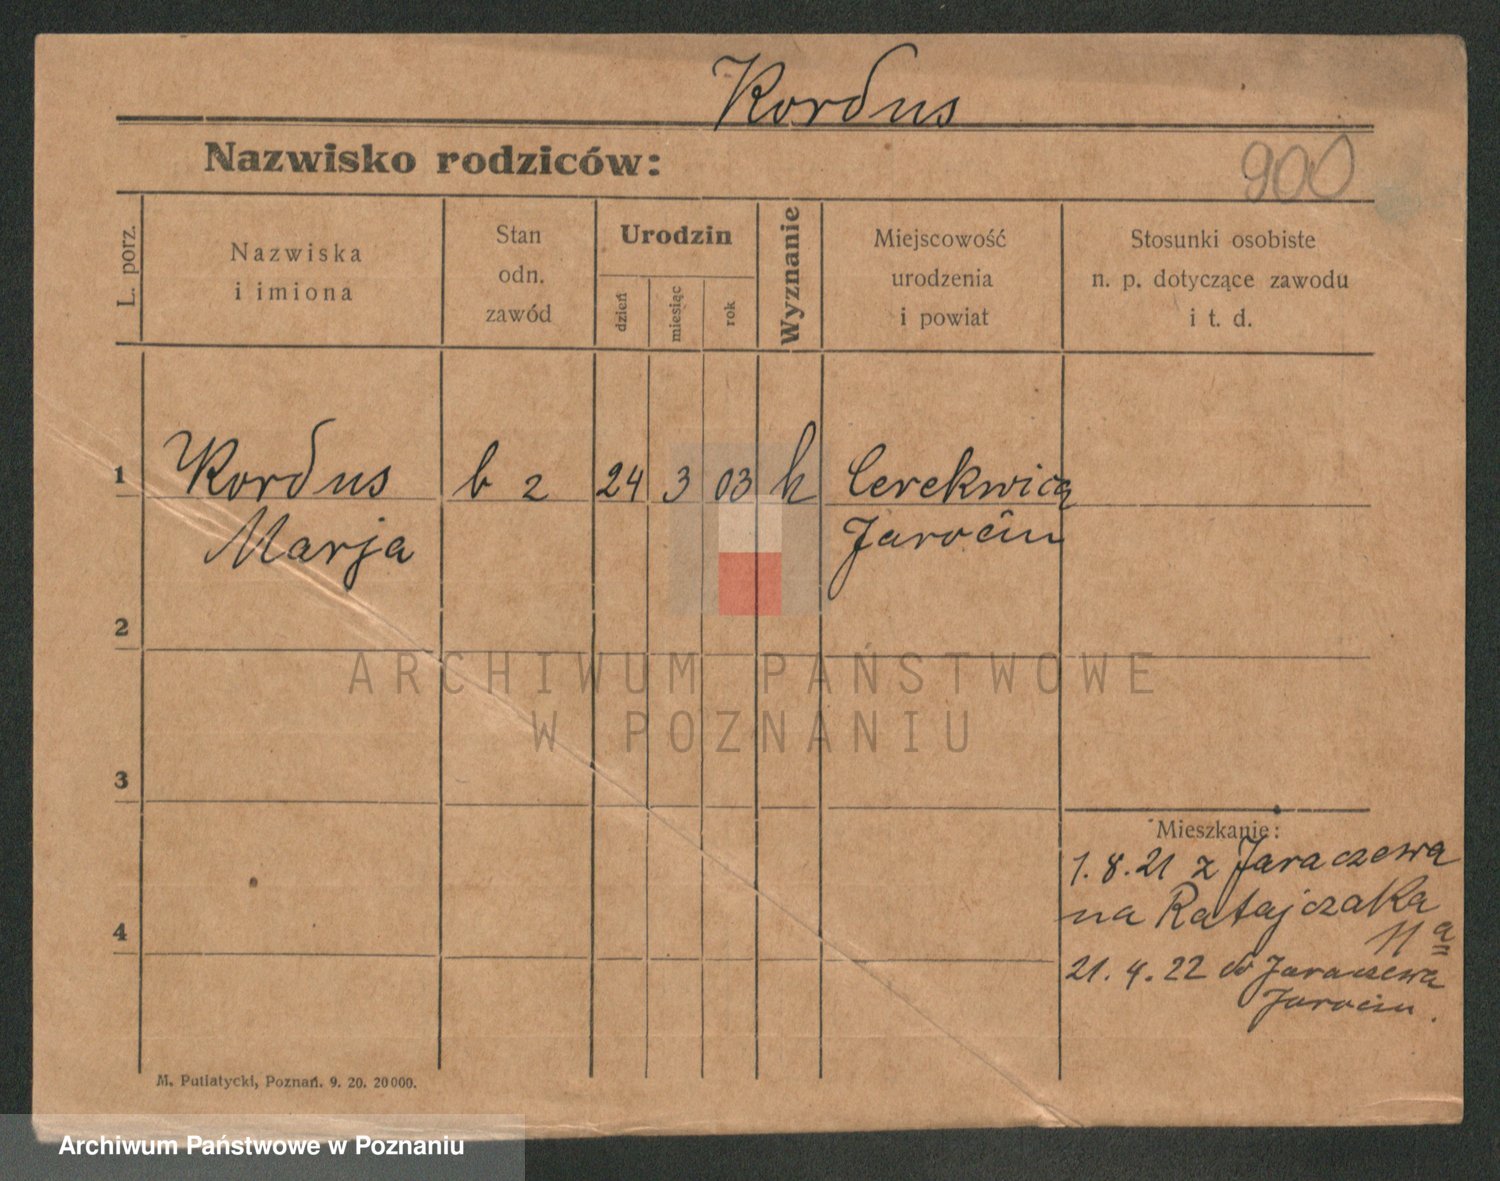 Kordus
Nazwisko rodziców:
900
L. porz.
Nazwiska
i imiona
Stan
odn.
zawód
Urodzin
dzień
miesiąc
rok
Wyznanie
Miejscowość
urodzenia
i powiat
Stosunki osobiste
n. p. dotyczące zawodu
i t. d.
1
Kordus b z 24 3 03 k Cerekwica
Marja Jarocin
2
ARCHIWUM PAŃSTWOWE
W POZNANIU
3
Mieszkanie:
1.8.21 z Jaraczewa
na Ratajczaka
11a
4
21.4.22 do Jaraczewa
Jarocin.
M. Putiatycki, Poznań. 9. 20. 20000.
Archiwum Państwowe w Poznaniu